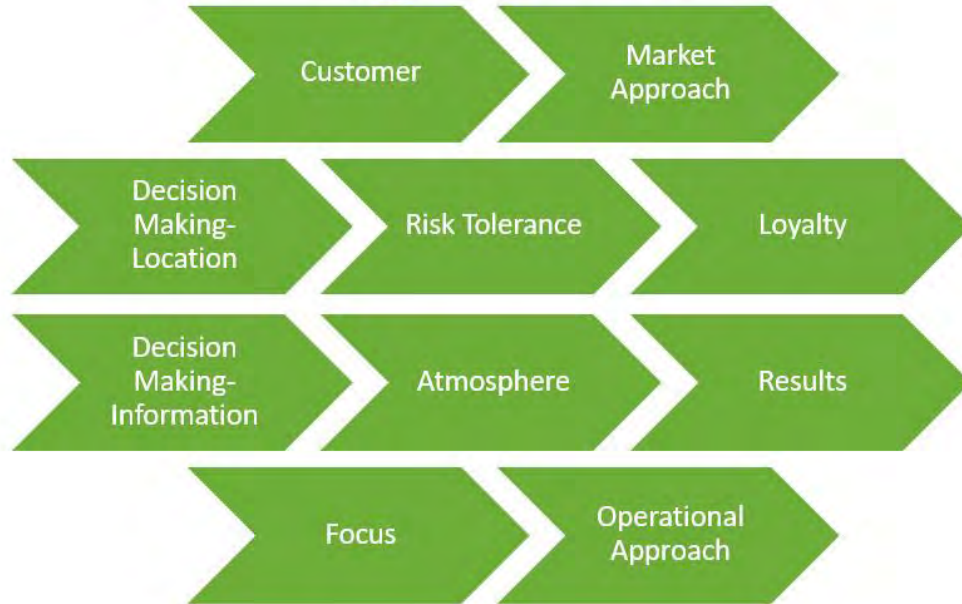 Customer
Market
Approach
Decision
Making-
Location
Risk Tolerance
Loyalty
Decision
Making-
Information
Atmosphere
Results
Focus
Operational
Approach